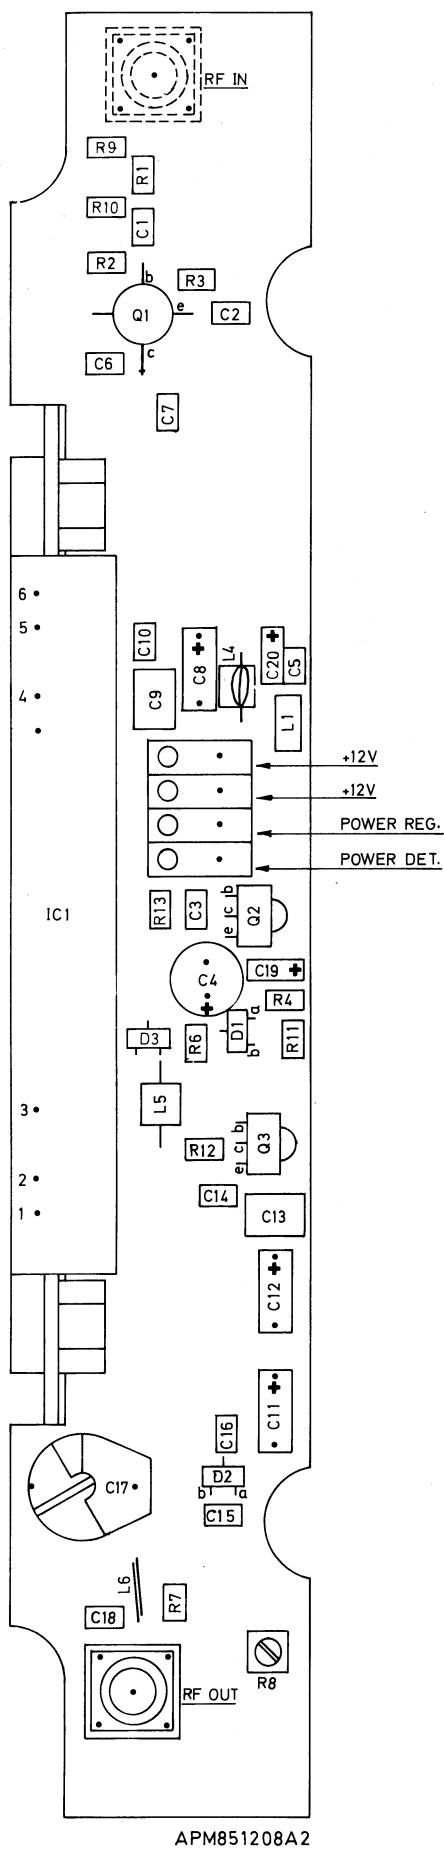 RF IN
R9
R1
R10
C1
R2
b
R3
Q1
e
C2
c
C6
C7
6
5
C10
C8
L4
C20
C5
4
C9
L1
+12V
+12V
POWER REG.
POWER DET.
IC1
R13
C3
b
c
e
Q2
C4
C19
R4
a
D1
b
D3
R6
R11
3
L5
b
c
e
Q3
R12
2
C14
1
C13
C12
C11
C16
C17
D2
b
a
C15
L6
R7
C18
R8
RF OUT
APM851208A2